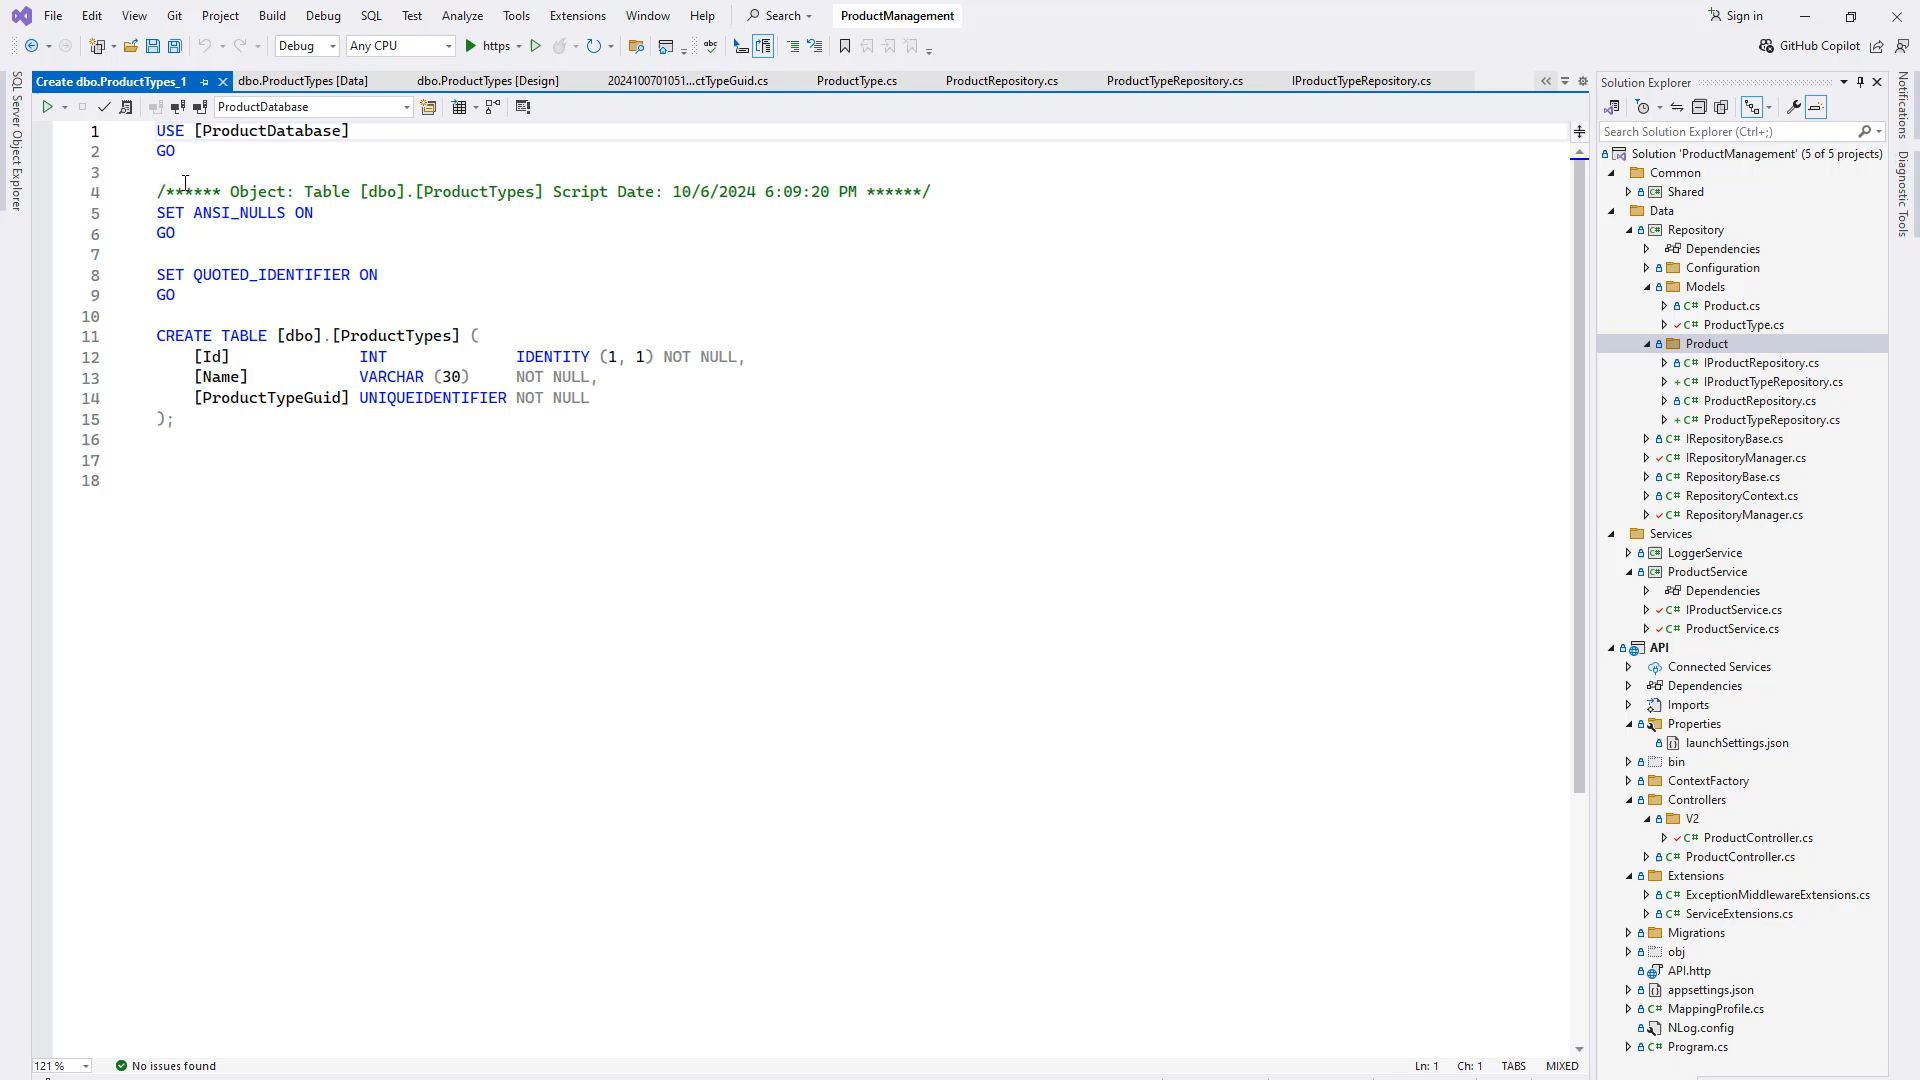 File Edit View Git Project Build Debug SQL Test Analyze Tools Extensions Window Help Search ProductManagement Sign in
Debug Any CPU https GitHub Copilot
Create dbo.ProductTypes_1 dbo.ProductTypes [Data] dbo.ProductTypes [Design] 2024100701051...ctTypeGuid.cs ProductType.cs ProductRepository.cs ProductTypeRepository.cs IProductTypeRepository.cs
ProductDatabase
SQL Server Object Explorer
1 USE [ProductDatabase]
2 GO
3
4 /****** Object: Table [dbo].[ProductTypes] Script Date: 10/6/2024 6:09:20 PM ******/
5 SET ANSI_NULLS ON
6 GO
7
8 SET QUOTED_IDENTIFIER ON
9 GO
10
11 CREATE TABLE [dbo].[ProductTypes] (
12 [Id] INT IDENTITY (1, 1) NOT NULL,
13 [Name] VARCHAR (30) NOT NULL,
14 [ProductTypeGuid] UNIQUEIDENTIFIER NOT NULL
15 );
16
17
18
121 % No issues found Ln: 1 Ch: 1 TABS MIXED
Solution Explorer
Search Solution Explorer (Ctrl+;)
Solution 'ProductManagement' (5 of 5 projects)
Common
Shared
Data
Repository
Dependencies
Configuration
Models
Product.cs
ProductType.cs
Product
IProductRepository.cs
IProductTypeRepository.cs
ProductRepository.cs
ProductTypeRepository.cs
IRepositoryBase.cs
IRepositoryManager.cs
RepositoryBase.cs
RepositoryContext.cs
RepositoryManager.cs
Services
LoggerService
ProductService
Dependencies
IProductService.cs
ProductService.cs
API
Connected Services
Dependencies
Imports
Properties
launchSettings.json
bin
ContextFactory
Controllers
V2
ProductController.cs
ProductController.cs
Extensions
ExceptionMiddlewareExtensions.cs
ServiceExtensions.cs
Migrations
obj
API.http
appsettings.json
MappingProfile.cs
NLog.config
Program.cs
Notifications
Diagnostic Tools